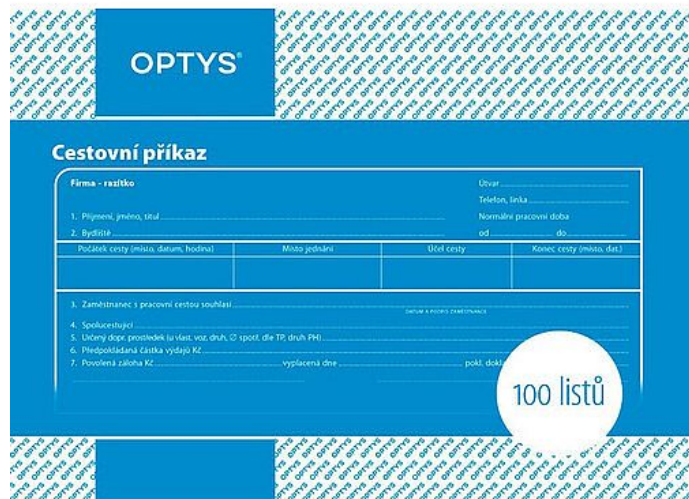 OPTYS®
Cestovní příkaz
Firma - razítko
Útvar
Telefon, linka
1. Příjmení, jméno, titul
Normální pracovní doba
2. Bydliště
od do
Počátek cesty (místo, datum, hodina) Místo jednání Účel cesty Konec cesty (místo, dat.)
3. Zaměstnanec s pracovní cestou souhlasí
DATUM A PODPIS ZAMĚSTNANCE
4. Spolucestující
5. Určený dopr. prostředek (u vlast. voz. druh, ∅ spotř. dle TP, druh PH)
6. Předpokládaná částka výdajů Kč
7. Povolená záloha Kč vyplacená dne pokl. dokl.
100 listů